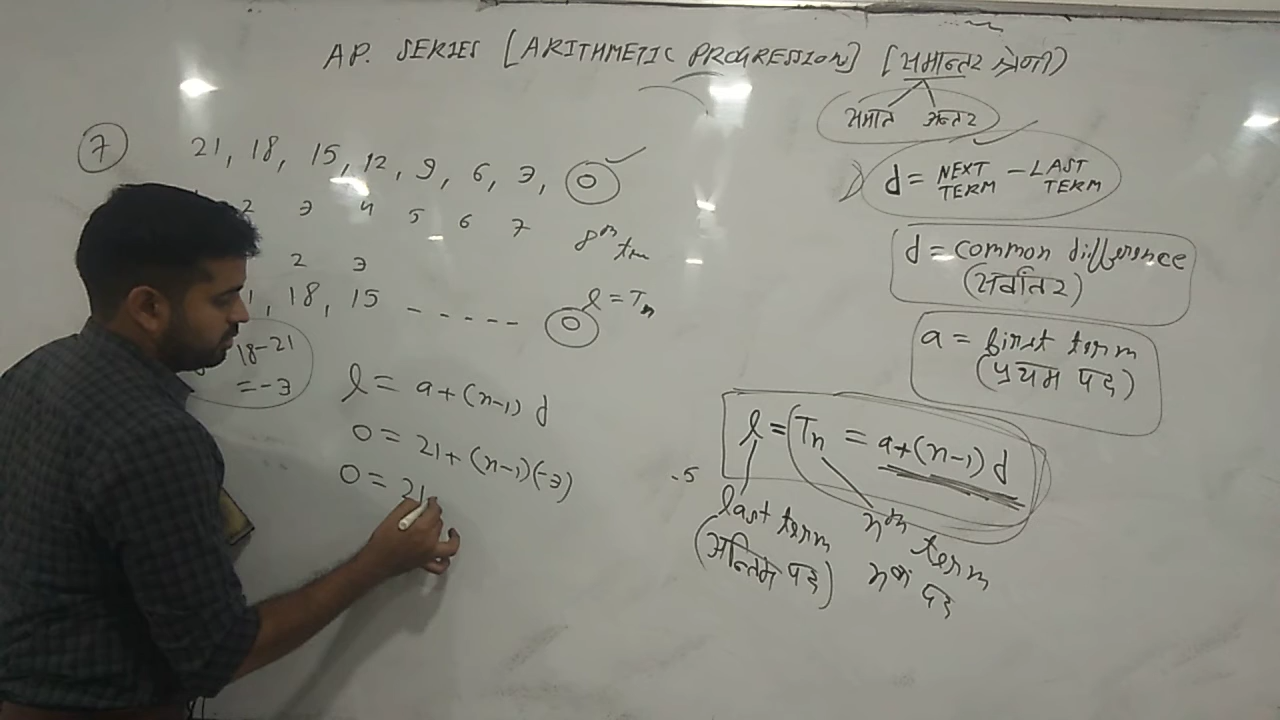 A.P. SERIES [ARITHMETIC PROGRESSION] [समान्तर श्रेणी)
समान अन्तर
7
21, 18, 15, 12, 9, 6, 3, 0
2 3 4 5 6 7 8th
d = NEXT TERM - LAST TERM
d = common difference
(सर्वांतर)
2 3
1, 18, 15 - - - - - 0 l = Tn
a = first term
(प्रथम पद)
18-21
= -3
l = a+(n-1) d
0 = 21+(n-1)(-3)
0 = 21
l = Tn = a+(n-1) d
last term
(अन्तिम पद)
nth term
nवां पद